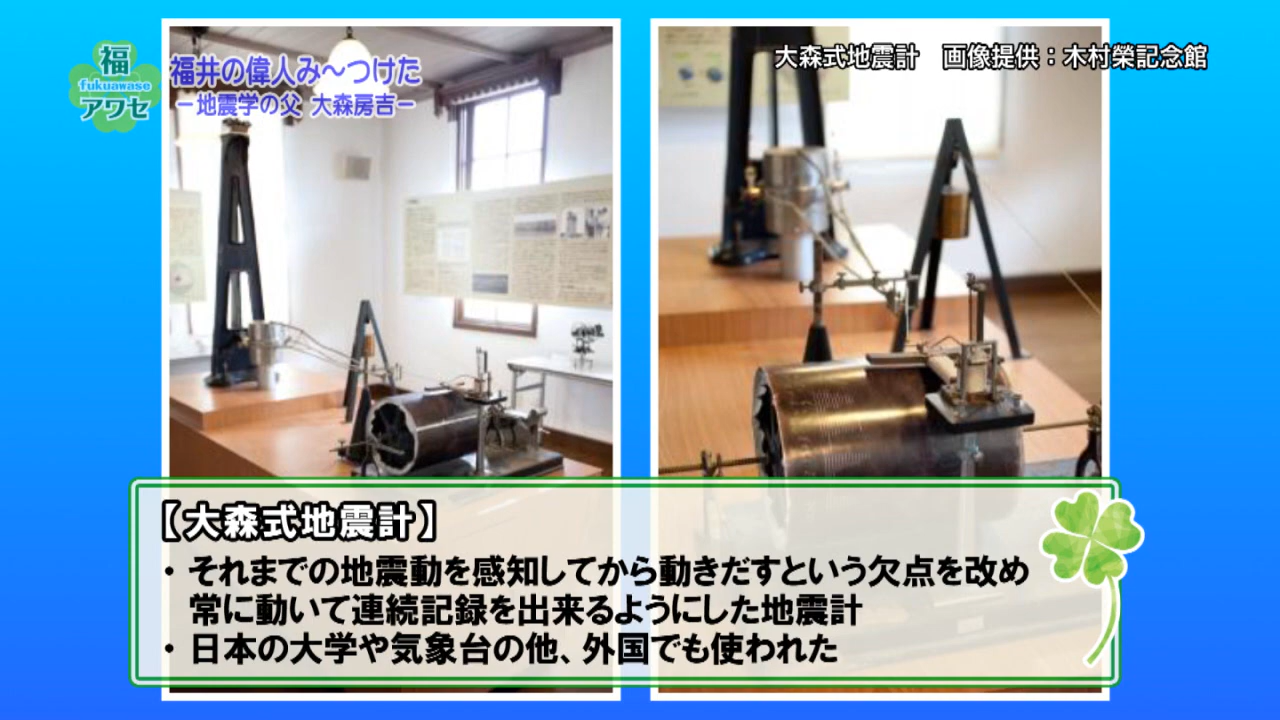 福
fukuawase
アワセ
福井の偉人み～つけた
－地震学の父 大森房吉－
大森式地震計　画像提供：木村榮記念館
【大森式地震計】
・それまでの地震動を感知してから動きだすという欠点を改め
常に動いて連続記録を出来るようにした地震計
・日本の大学や気象台の他、外国でも使われた